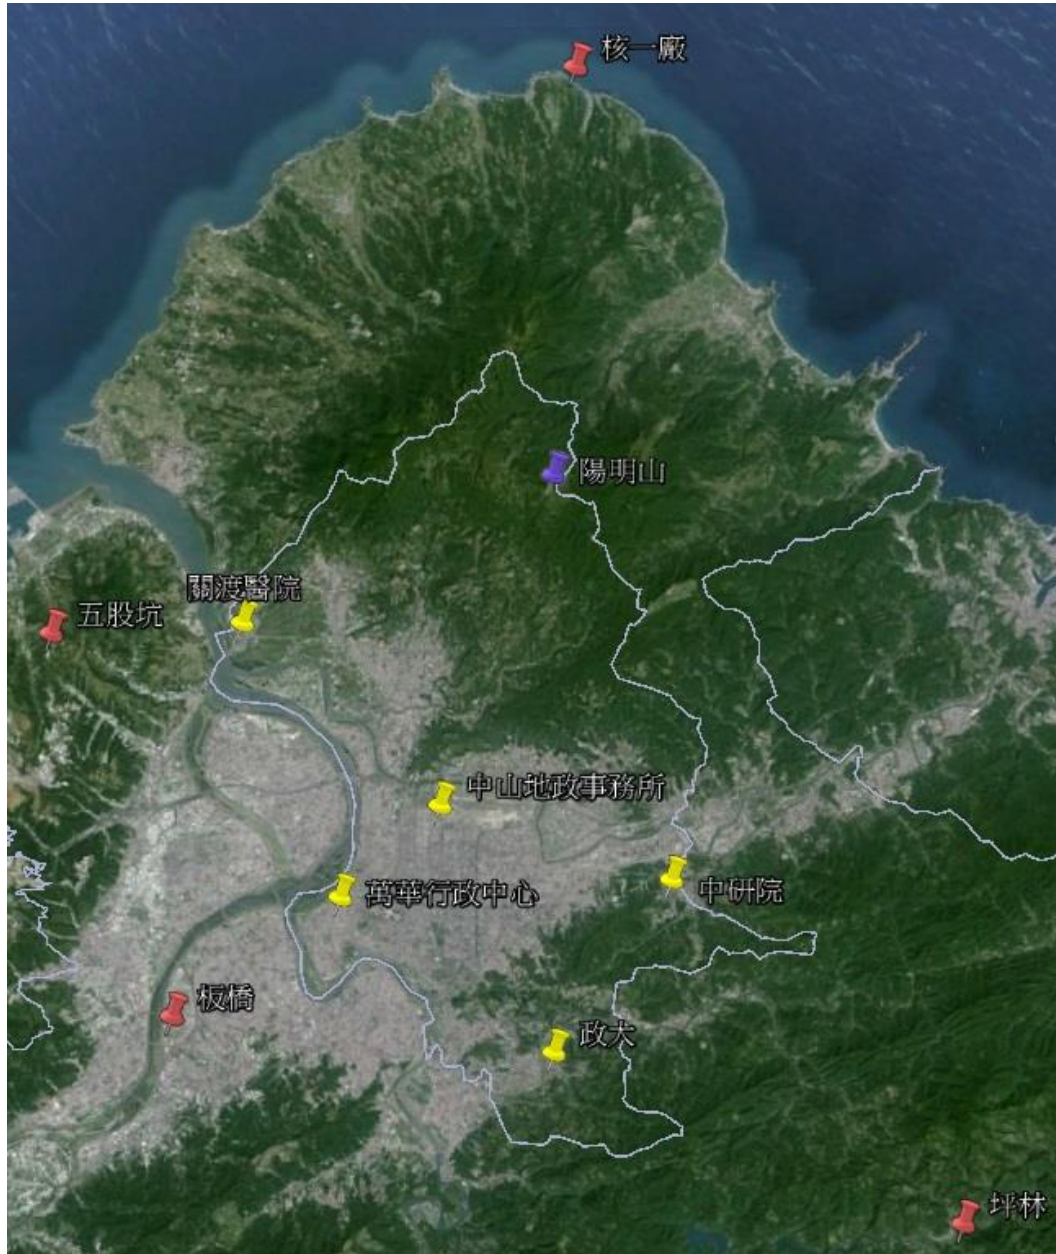 核一廠
陽明山
關渡醫院
五股坑
中山地政事務所
中研院
萬華行政中心
板橋
政大
坪林